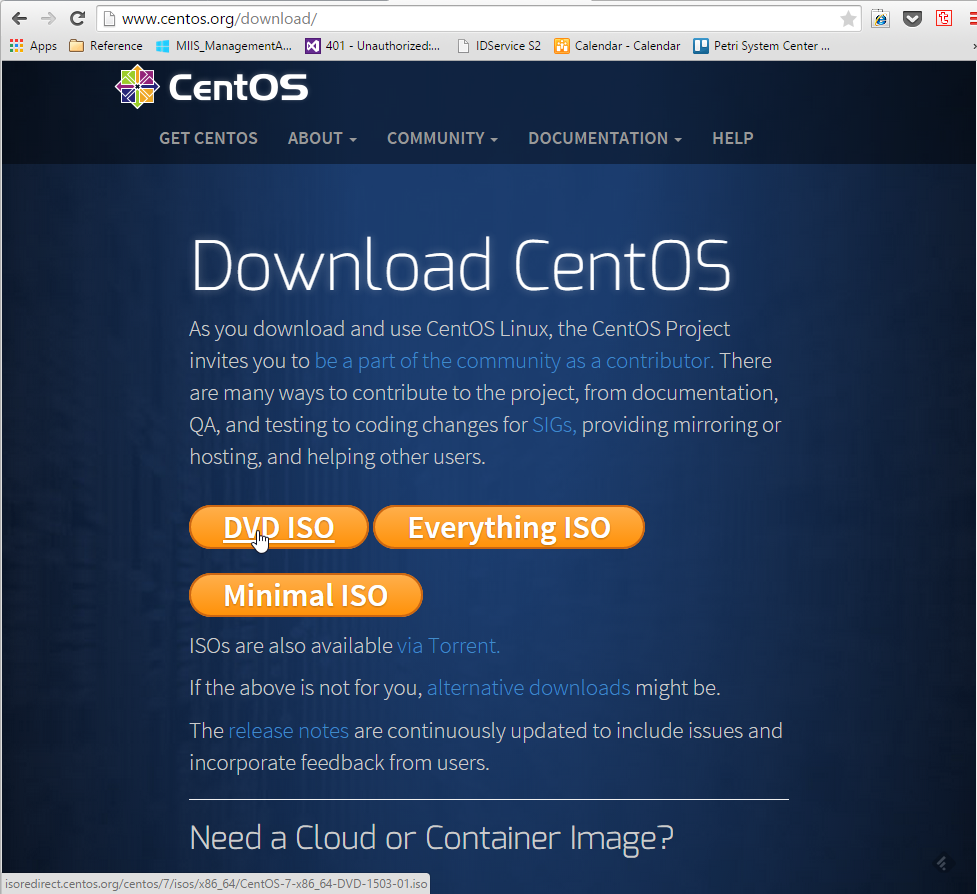 www.centos.org/download/
Apps Reference MIIS_ManagementA... 401 - Unauthorized:... IDService S2 Calendar - Calendar Petri System Center ...
CentOS
GET CENTOS ABOUT COMMUNITY DOCUMENTATION HELP
Download CentOS
As you download and use CentOS Linux, the CentOS Project
invites you to be a part of the community as a contributor. There
are many ways to contribute to the project, from documentation,
QA, and testing to coding changes for SIGs, providing mirroring or
hosting, and helping other users.
DVD ISO Everything ISO
Minimal ISO
ISOs are also available via Torrent.
If the above is not for you, alternative downloads might be.
The release notes are continuously updated to include issues and
incorporate feedback from users.
Need a Cloud or Container Image?
isoredirect.centos.org/centos/7/isos/x86_64/CentOS-7-x86_64-DVD-1503-01.iso